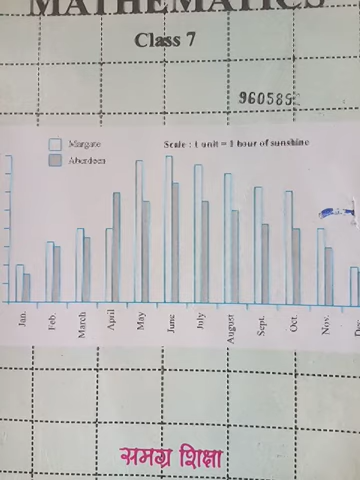 MATHEMATICS
Class 7
960585
Margate
Aberdeen
Scale : 1 unit = 1 hour of sunshine
Jan.
Feb.
March
April
May
June
July
August
Sept.
Oct.
Nov.
Dec.
समग्र शिक्षा